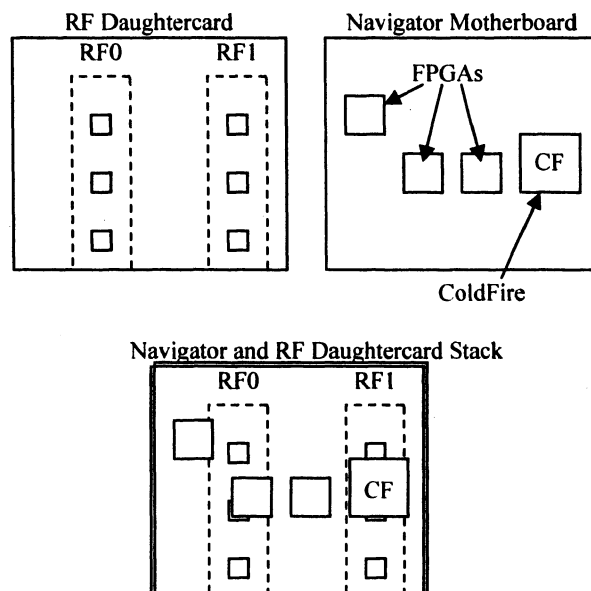 RF Daughtercard
Navigator Motherboard
RF0 RF1
FPGAs
CF
ColdFire
Navigator and RF Daughtercard Stack
RF0 RF1
CF